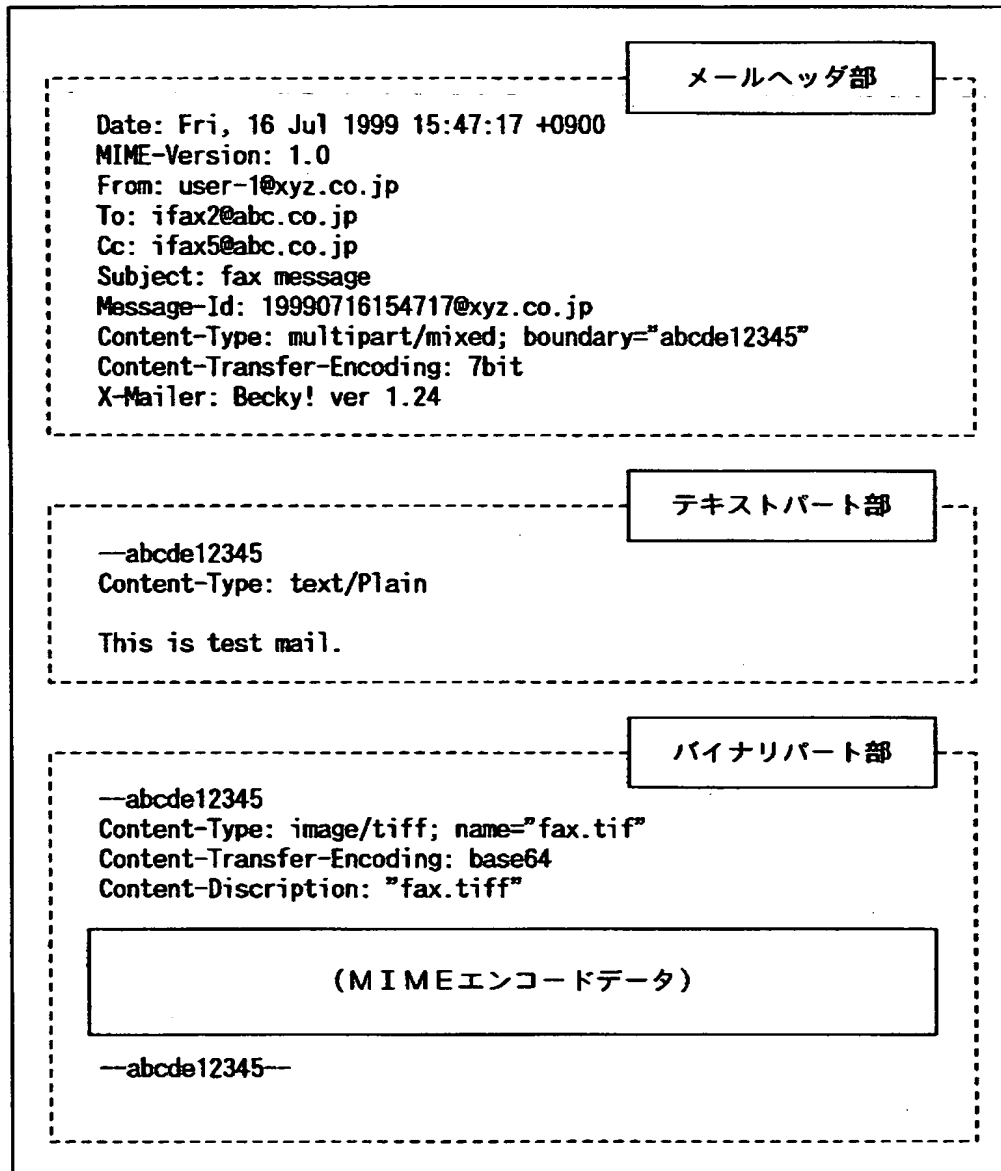 メールヘッダ部
Date: Fri, 16 Jul 1999 15:47:17 +0900
MIME-Version: 1.0
From: user-1@xyz.co.jp
To: ifax2@abc.co.jp
Cc: ifax5@abc.co.jp
Subject: fax message
Message-Id: 19990716154717@xyz.co.jp
Content-Type: multipart/mixed; boundary="abcde12345"
Content-Transfer-Encoding: 7bit
X-Mailer: Becky! ver 1.24
テキストパート部
--abcde12345
Content-Type: text/Plain
This is test mail.
バイナリパート部
--abcde12345
Content-Type: image/tiff; name="fax.tif"
Content-Transfer-Encoding: base64
Content-Discription: "fax.tiff"
(MIMEエンコードデータ)
--abcde12345--